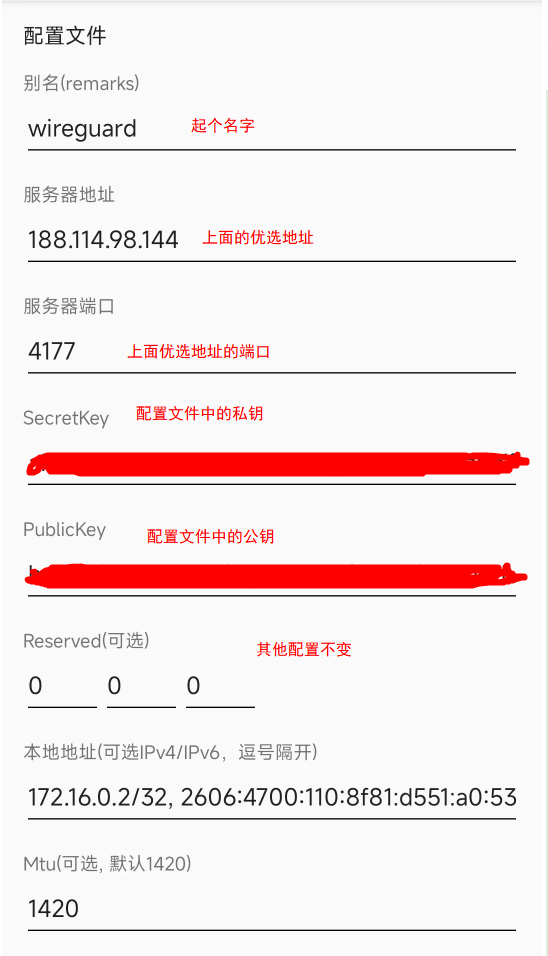 配置文件
别名(remarks)
wireguard 起个名字
服务器地址
188.114.98.144 上面的优选地址
服务器端口
4177 上面优选地址的端口
SecretKey 配置文件中的私钥
PublicKey 配置文件中的公钥
Reserved(可选) 其他配置不变
0 0 0
本地地址(可选IPv4/IPv6，逗号隔开)
172.16.0.2/32, 2606:4700:110:8f81:d551:a0:53
Mtu(可选, 默认1420)
1420